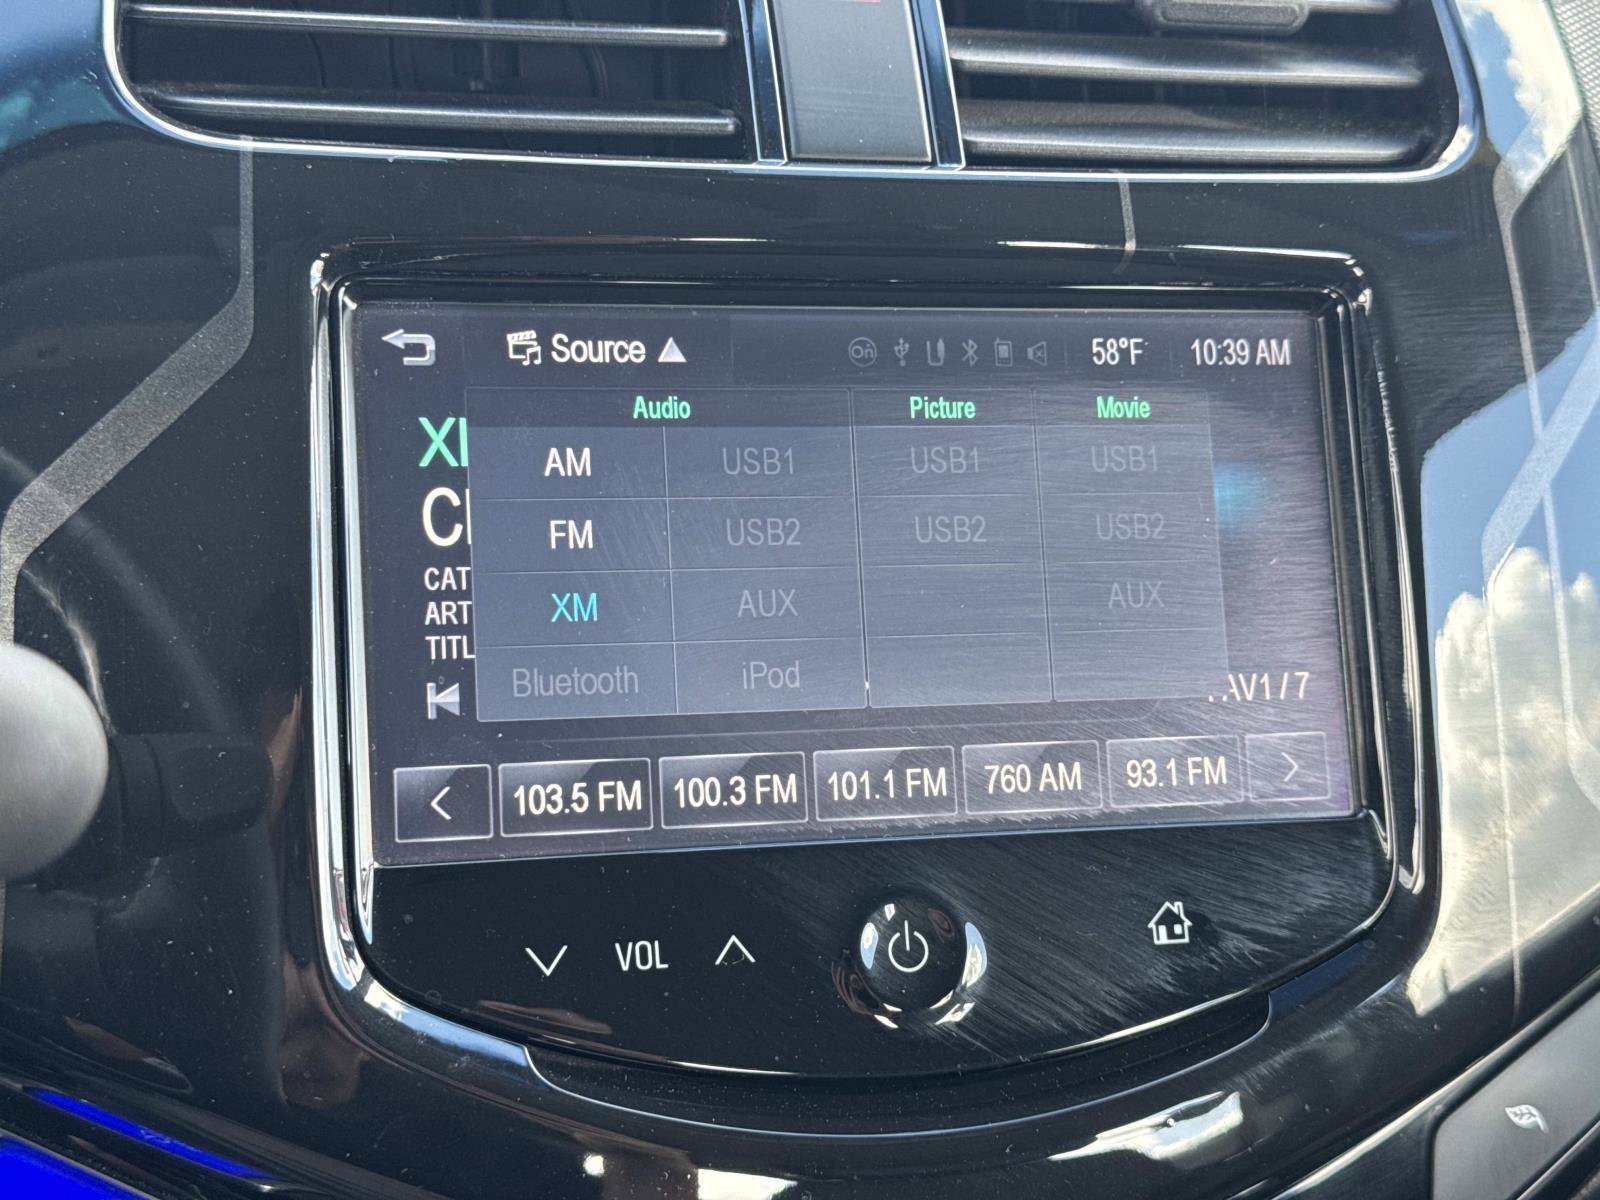 Source On 58°F 10:39 AM
Audio Picture Movie
AM USB1 USB1 USB1
FM USB2 USB2 USB2
XM AUX AUX
Bluetooth iPod
CAT
ART
TITL
AV1/7
103.5 FM 100.3 FM 101.1 FM 760 AM 93.1 FM
VOL